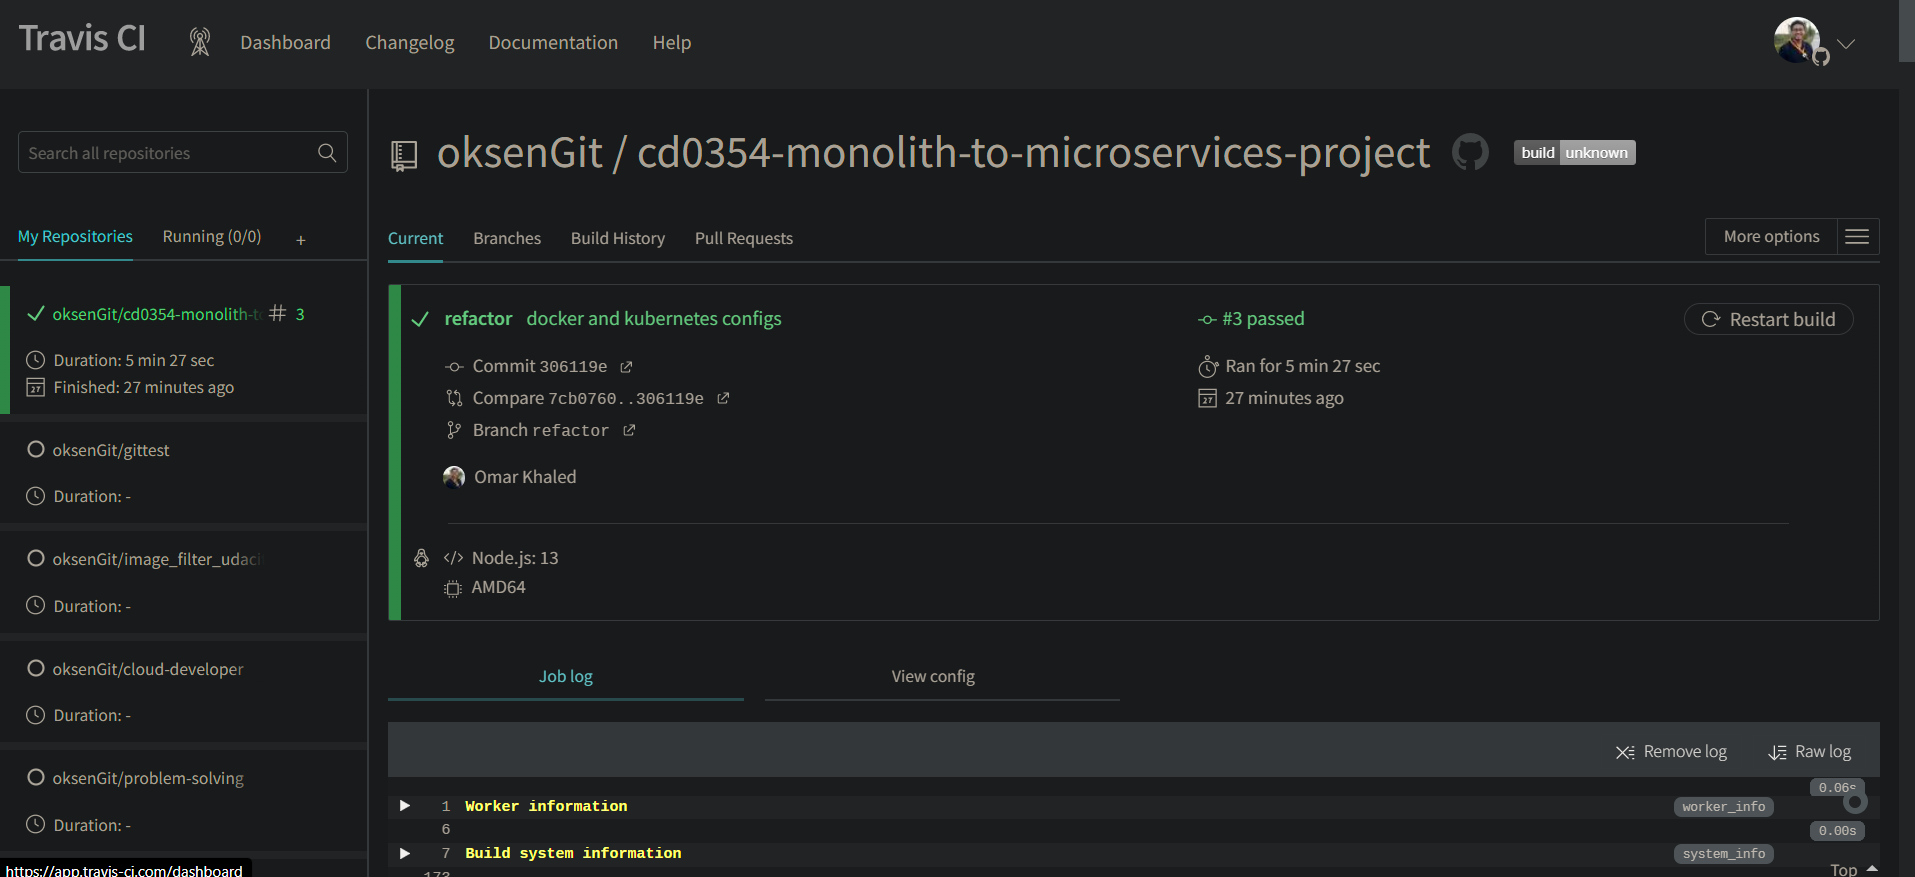 Travis CI
Dashboard
Changelog
Documentation
Help
Search all repositories
My Repositories
Running (0/0)
+
oksenGit/cd0354-monolith-to
# 3
Duration: 5 min 27 sec
27
Finished: 27 minutes ago
oksenGit/gittest
Duration: -
oksenGit/image_filter_udaci
Duration: -
oksenGit/cloud-developer
Duration: -
oksenGit/problem-solving
Duration: -
https://app.travis-ci.com/dashboard
oksenGit / cd0354-monolith-to-microservices-project
build unknown
Current
Branches
Build History
Pull Requests
More options
refactor docker and kubernetes configs
#3 passed
Restart build
Commit 306119e
Ran for 5 min 27 sec
Compare 7cb0760..306119e
27
27 minutes ago
Branch refactor
Omar Khaled
</> Node.js: 13
AMD64
Job log
View config
Remove log
Raw log
0.06s
1 Worker information
worker_info
6
0.00s
7 Build system information
system_info
173
Top